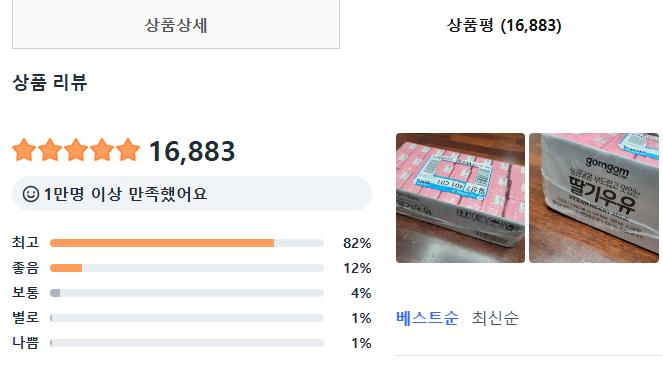 상품상세
상품평 (16,883)
상품 리뷰
16,883
1만명 이상 만족했어요
최고 82%
좋음 12%
보통 4%
별로 1%
나쁨 1%
gomgom
딸기우유
베스트순 최신순